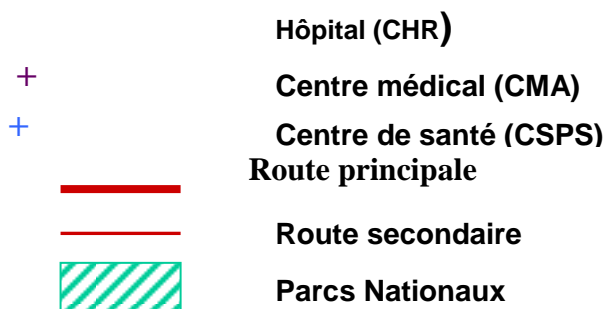 Hôpital (CHR)
Centre médical (CMA)
Centre de santé (CSPS)
Route principale
Route secondaire
Parcs Nationaux